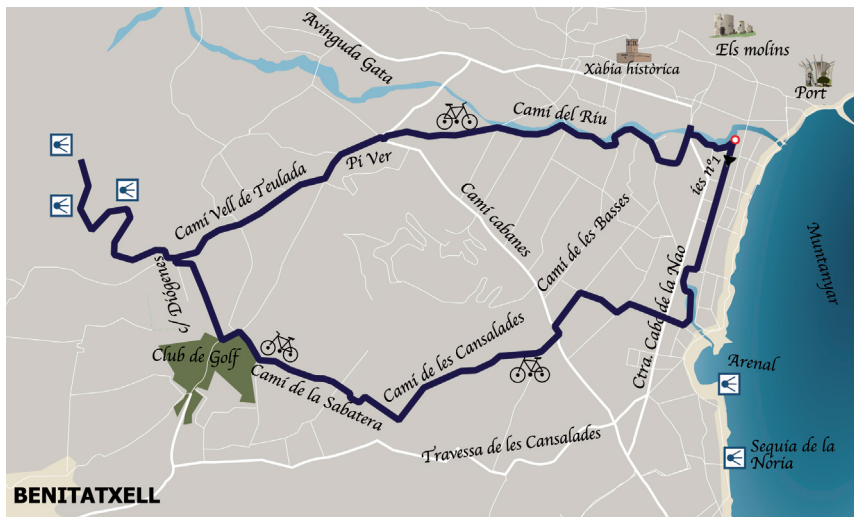 Avinguda Gata
Els molins
Xàbia històrica
Port
Camí del Riu
Pi Ver
ies nº1
Camí Vell de Teulada
Camí cabanes
Camí de les Basses
Muntanyar
c/ Diógenes
Ctra. Cabo de la Nao
Club de Golf
Camí de les Cansalades
Arenal
Camí de la Sabatera
Travessa de les Cansalades
Sequia de la
Noria
BENITATXELL